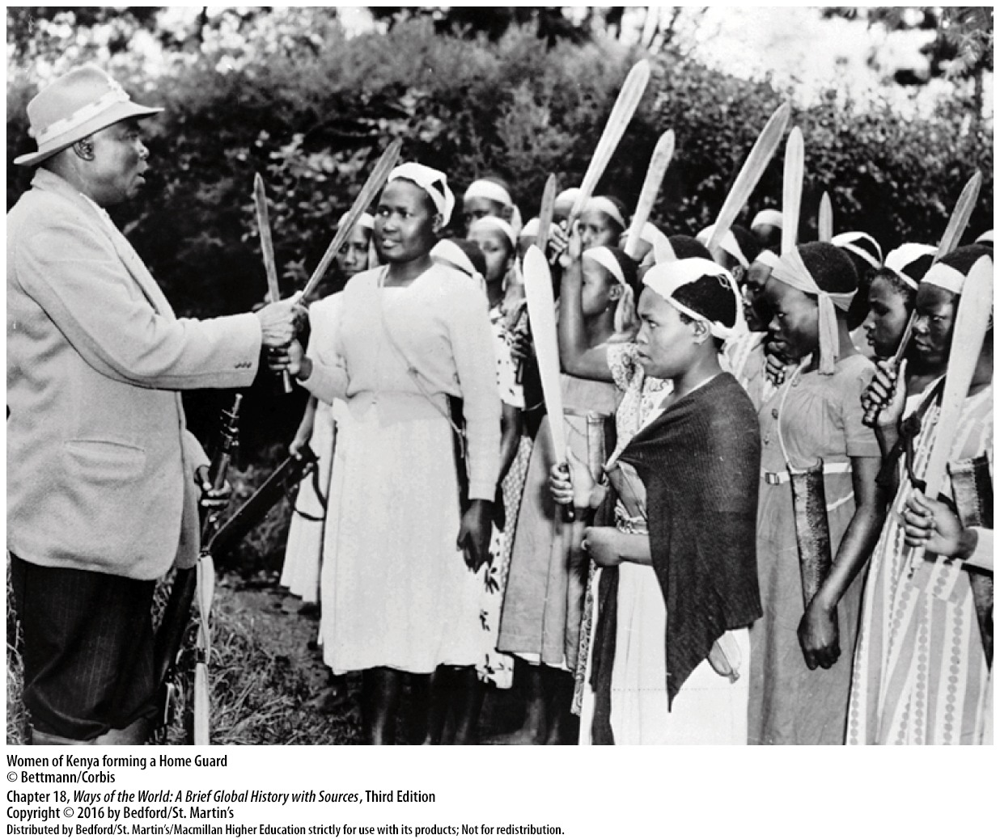 Women of Kenya forming a Home Guard
© Bettmann/Corbis
Chapter 18, Ways of the World: A Brief Global History with Sources, Third Edition
Copyright © 2016 by Bedford/St. Martin's
Distributed by Bedford/St. Martin's/Macmillan Higher Education strictly for use with its products; Not for redistribution.